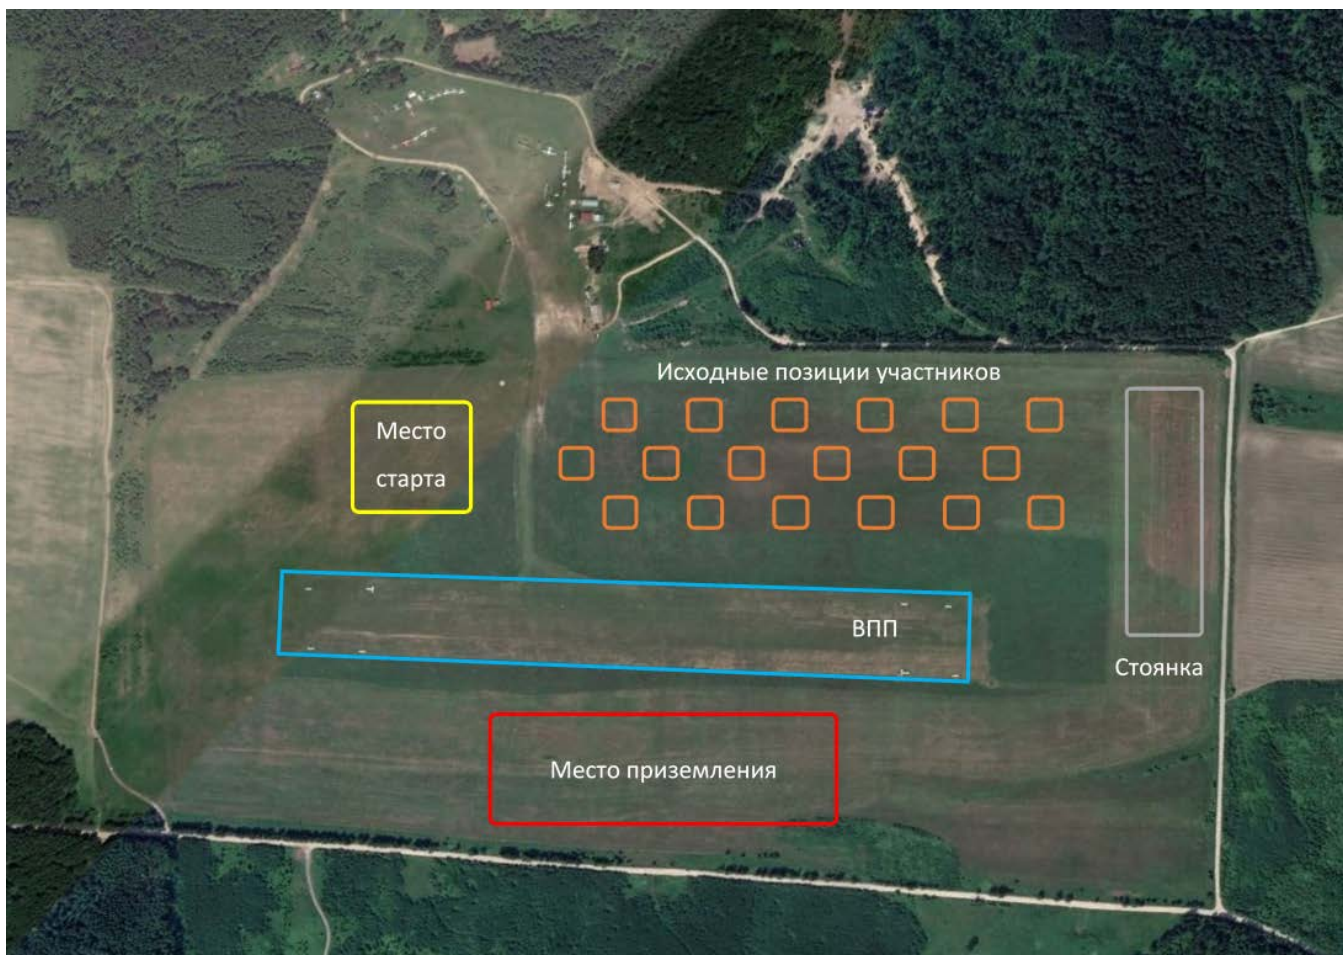 Исходные позиции участников
Место
старта
ВПП
Стоянка
Место приземления